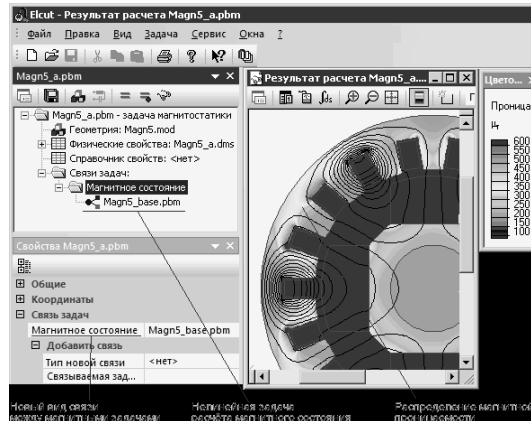 Elcut - Результат расчета Magn5_a.pbm
Файл Правка Вид Задача Сервис Окна ?
Magn5_a.pbm
Magn5_a.pbm - задача магнитостатики
Геометрия: Magn5.mod
Физические свойства: Magn5_a.dms
Справочник свойств: <нет>
Связи задач:
Магнитное состояние
Magn5_base.pbm
Свойства Magn5_a.pbm
Общие
Координаты
Связь задач
Магнитное состояние Magn5_base.pbm
Добавить связь
Тип новой связи <нет>
Связываемая зад...
Результат расчета Magn5_a....
Цвето...
Проница
μr
600
550
500
450
400
350
300
250
200
150
100
Новый вид связи
между магнитными задачами
Нелинейная задача
расчёта магнитного состояния
Распределение магнитной
проницаемости